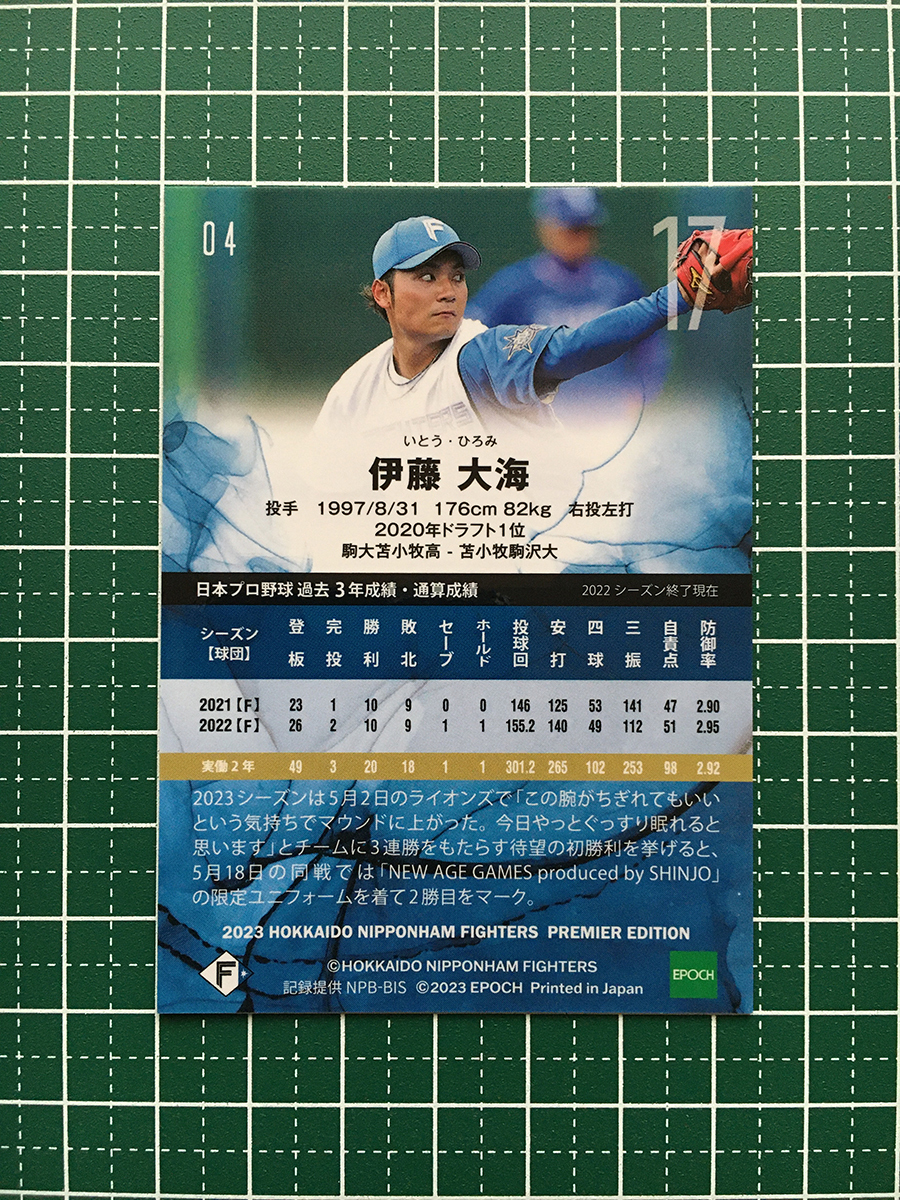 04
17
F
いとう・ひろみ
伊藤 大海
投手 1997/8/31 176cm 82kg 右投左打
2020年ドラフト1位
駒大苫小牧高 - 苫小牧駒沢大
日本プロ野球 過去3年成績・通算成績 2022 シーズン終了現在
シーズン【球団】 登板 完投 勝利 敗北 セーブ ホールド 投球回 安打 四球 三振 自責点 防御率
2021【F】 23 1 10 9 0 0 146 125 53 141 47 2.90
2022【F】 26 2 10 9 1 1 155.2 140 49 112 51 2.95
実働2年 49 3 20 18 1 1 301.2 265 102 253 98 2.92
2023シーズンは5月2日のライオンズで「この腕がちぎれてもいい
という気持ちでマウンドに上がった。今日やっとぐっすり眠れると
思います」とチームに3連勝をもたらす待望の初勝利を挙げると、
5月18日の同戦では「NEW AGE GAMES produced by SHINJO」
の限定ユニフォームを着て2勝目をマーク。
2023 HOKKAIDO NIPPONHAM FIGHTERS PREMIER EDITION
F
©HOKKAIDO NIPPONHAM FIGHTERS
記録提供 NPB-BIS ©2023 EPOCH Printed in Japan
EPOCH